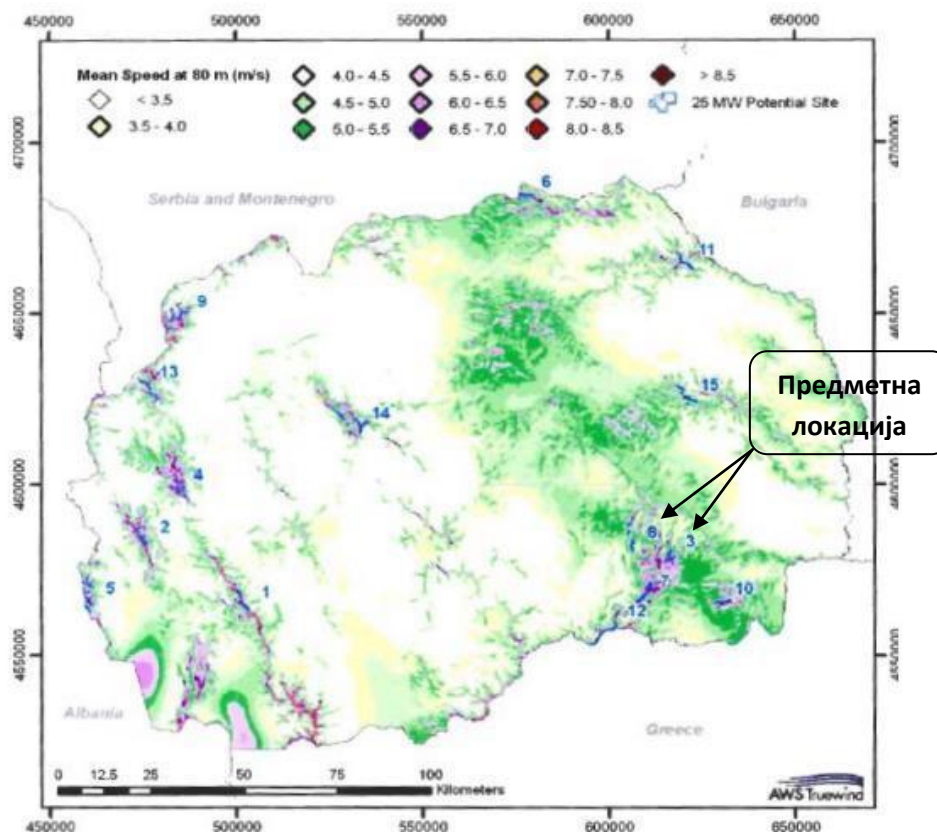 450000 500000 550000 600000 650000
Mean Speed at 80 m (m/s)
< 3.5
3.5 - 4.0
4.0 - 4.5
4.5 - 5.0
5.0 - 5.5
5.5 - 6.0
6.0 - 6.5
6.5 - 7.0
7.0 - 7.5
7.50 - 8.0
8.0 - 8.5
> 8.5
25 MW Potential Site
4700000
4700000
Serbia and Montenegro
6
Bulgaria
11
4650000
9
4650000
13
15
Предметна
локација
14
4
4600000
4600000
2
8
3
5
1
7
10
12
4550000
4550000
Albania
Greece
0 12.5 25 50 75 100
Kilometers
AWS Truewind
450000 500000 550000 600000 650000